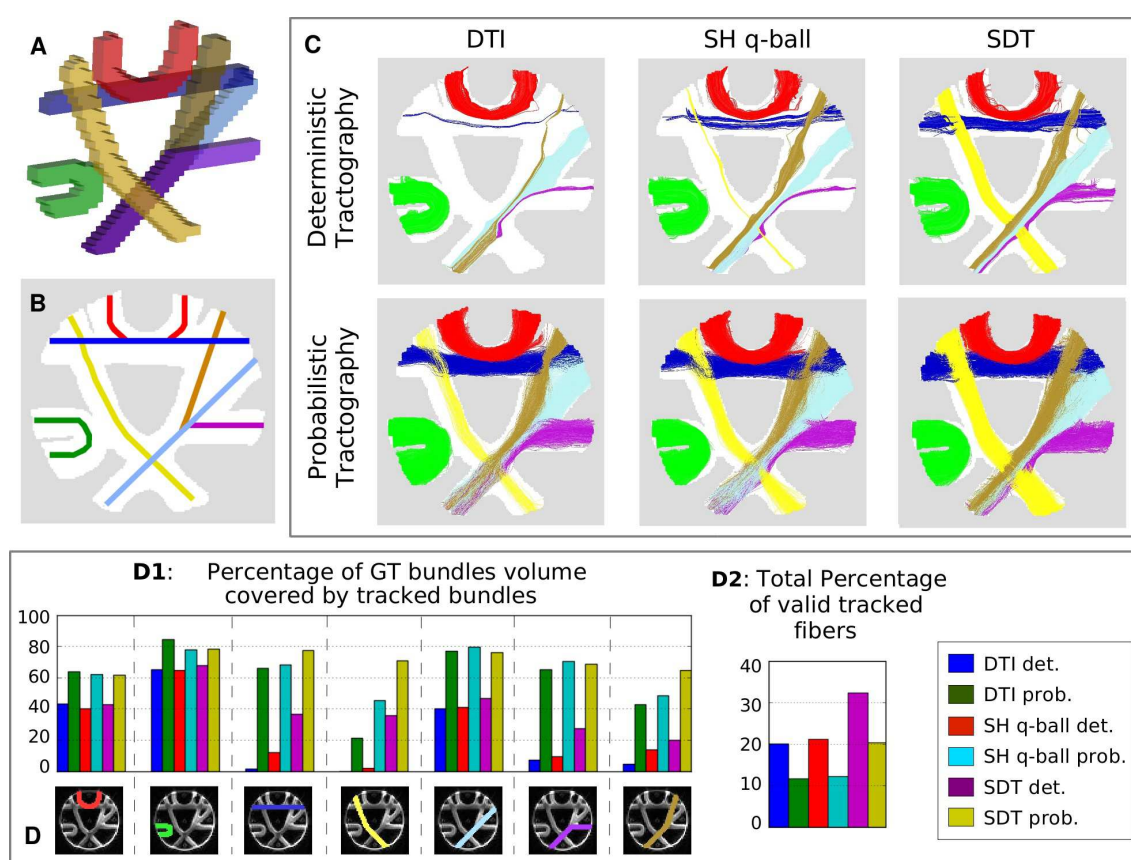 A
C
DTI
SH q-ball
SDT
Deterministic
Tractography
B
Probabilistic
Tractography
D1: Percentage of GT bundles volume
covered by tracked bundles
100
80
60
40
20
0
D
D2: Total Percentage
of valid tracked
fibers
40
30
20
10
0
DTI det.
DTI prob.
SH q-ball det.
SH q-ball prob.
SDT det.
SDT prob.